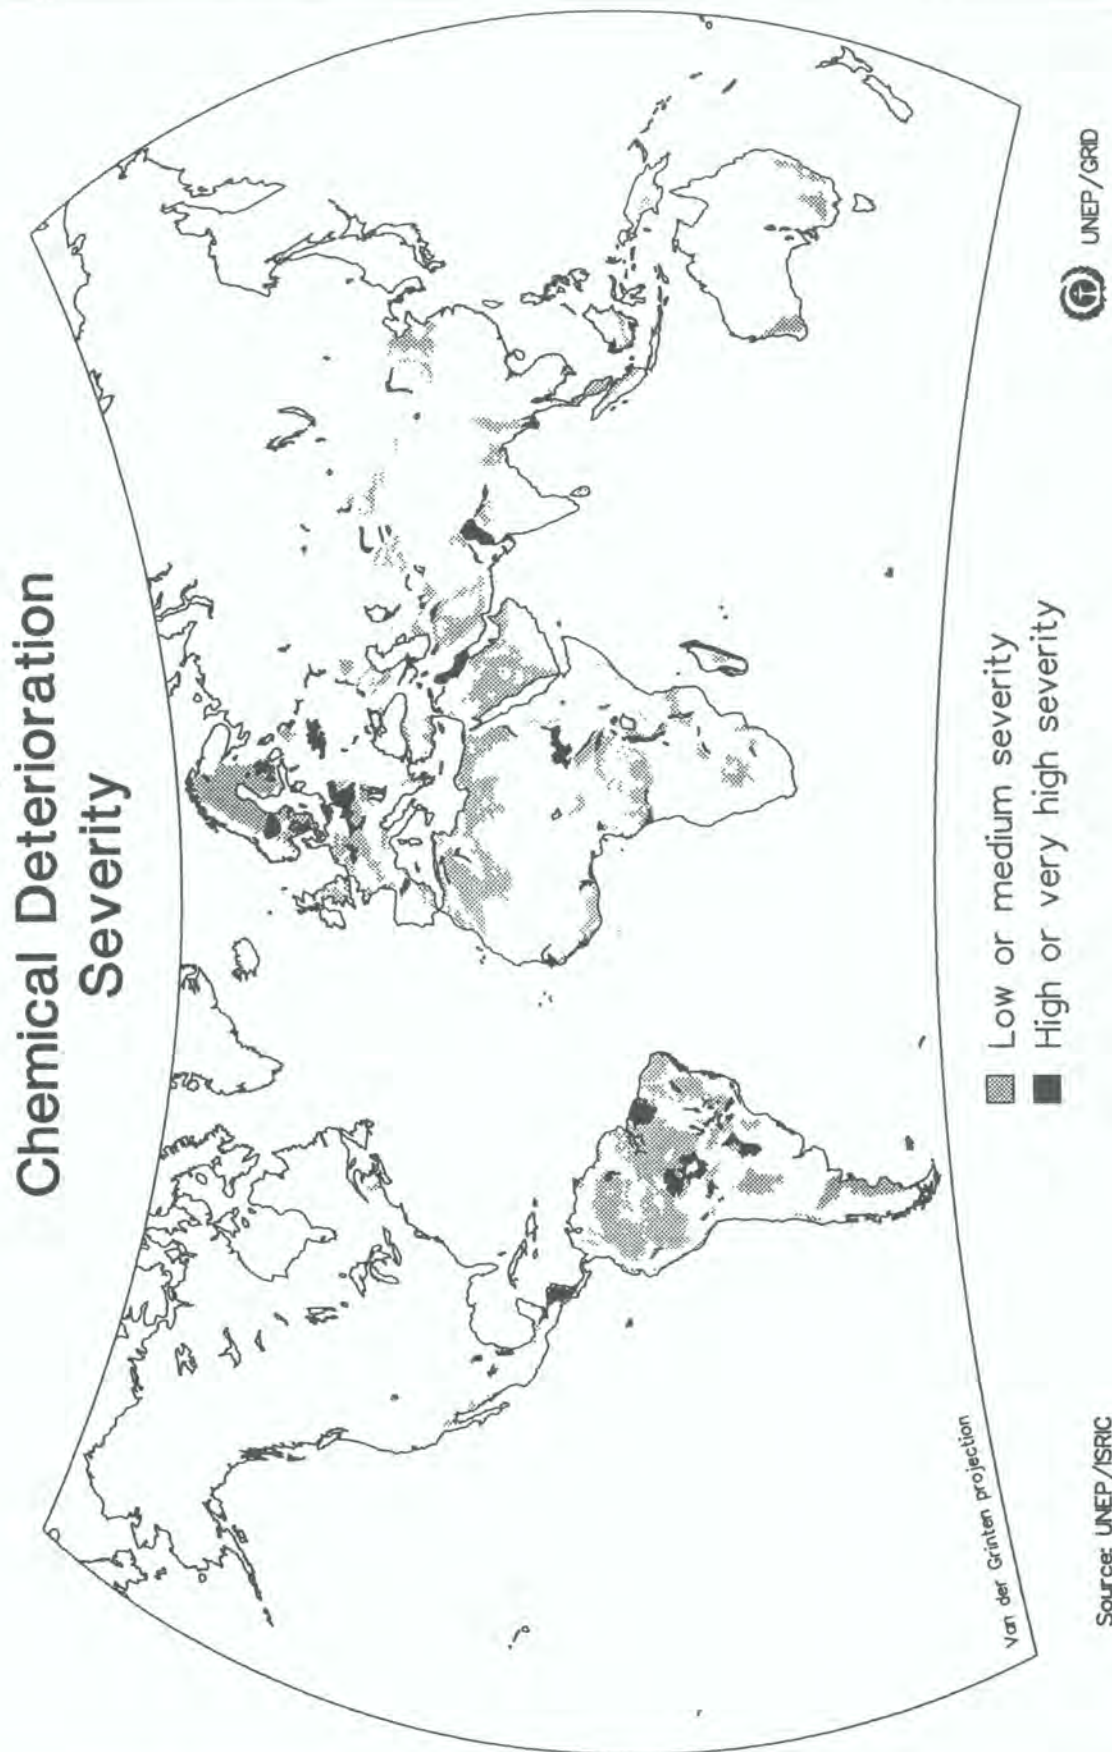 Chemical Deterioration
Severity
Van der Grinten projection
Low or medium severity
High or very high severity
Source: UNEP/ISRIC
UNEP/GRID